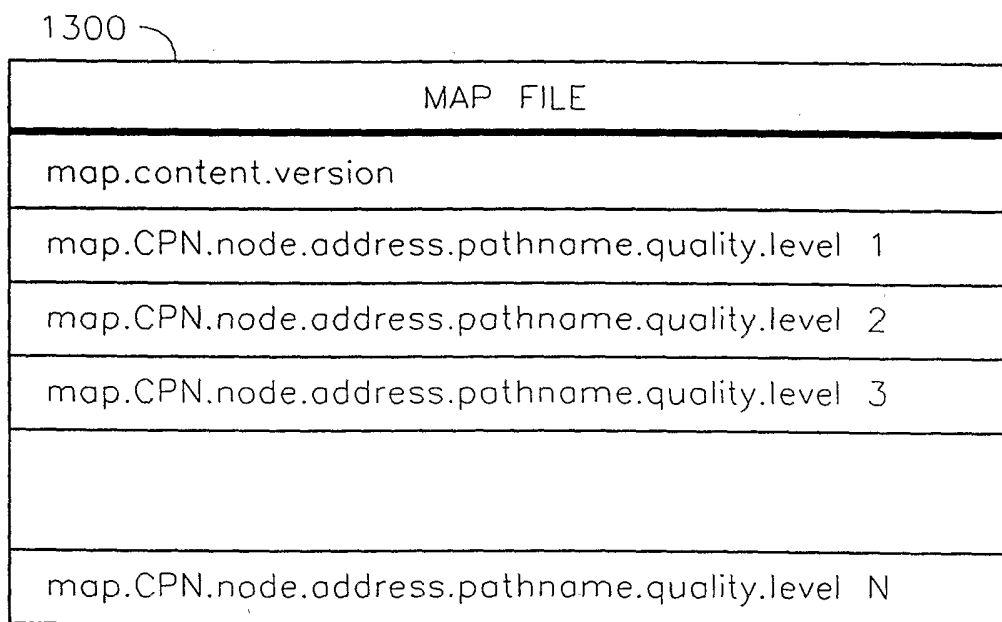 1300
MAP FILE
map.content.version
map.CPN.node.address.pathname.quality.level 1
map.CPN.node.address.pathname.quality.level 2
map.CPN.node.address.pathname.quality.level 3
map.CPN.node.address.pathname.quality.level N